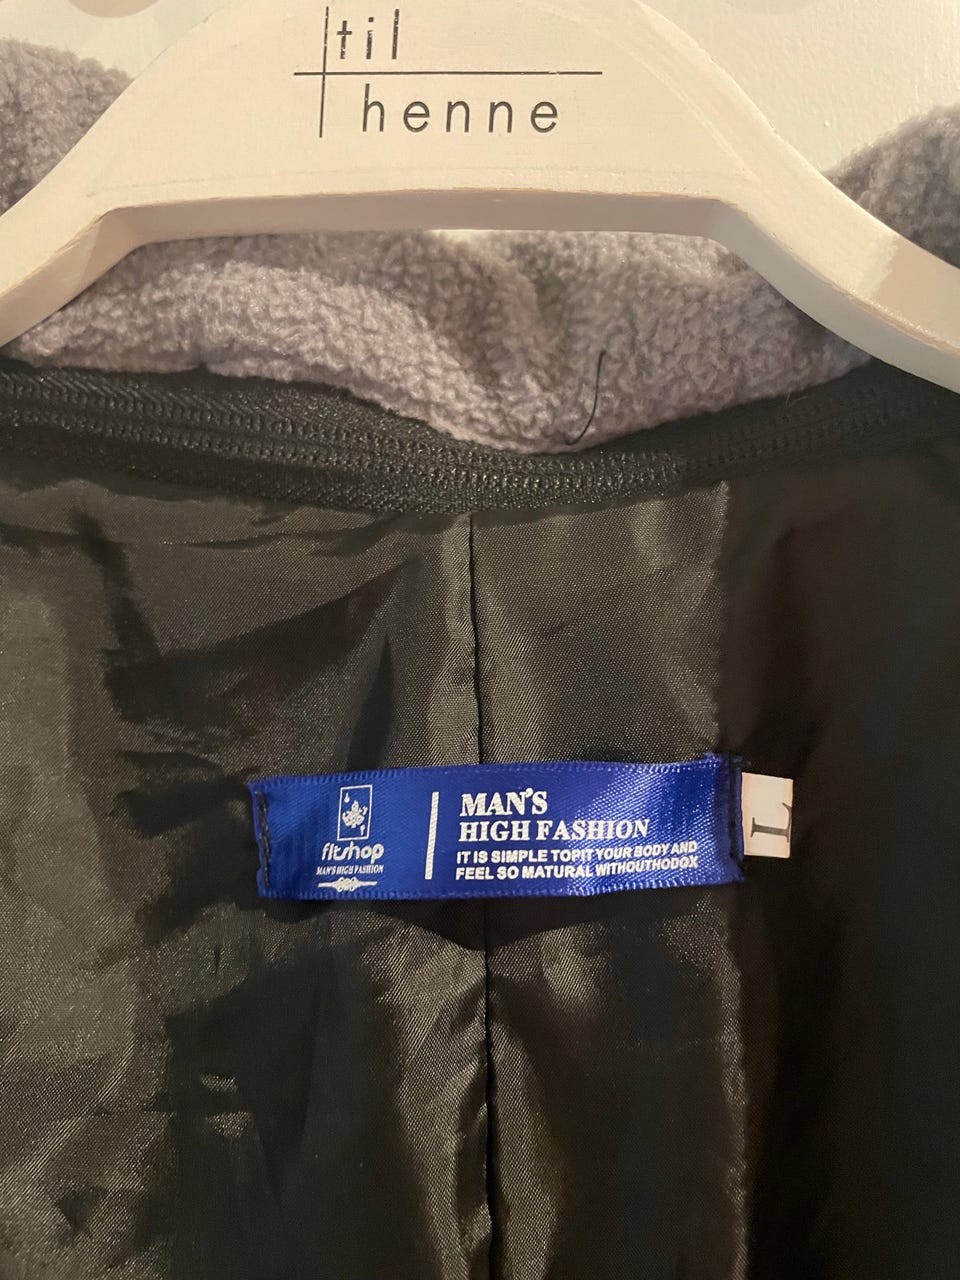 til
henne
fitshop
MAN'S HIGH FASHION
MAN'S
HIGH FASHION
IT IS SIMPLE TOPIT YOUR BODY AND
FEEL SO MATURAL WITHOUTHODOX
L